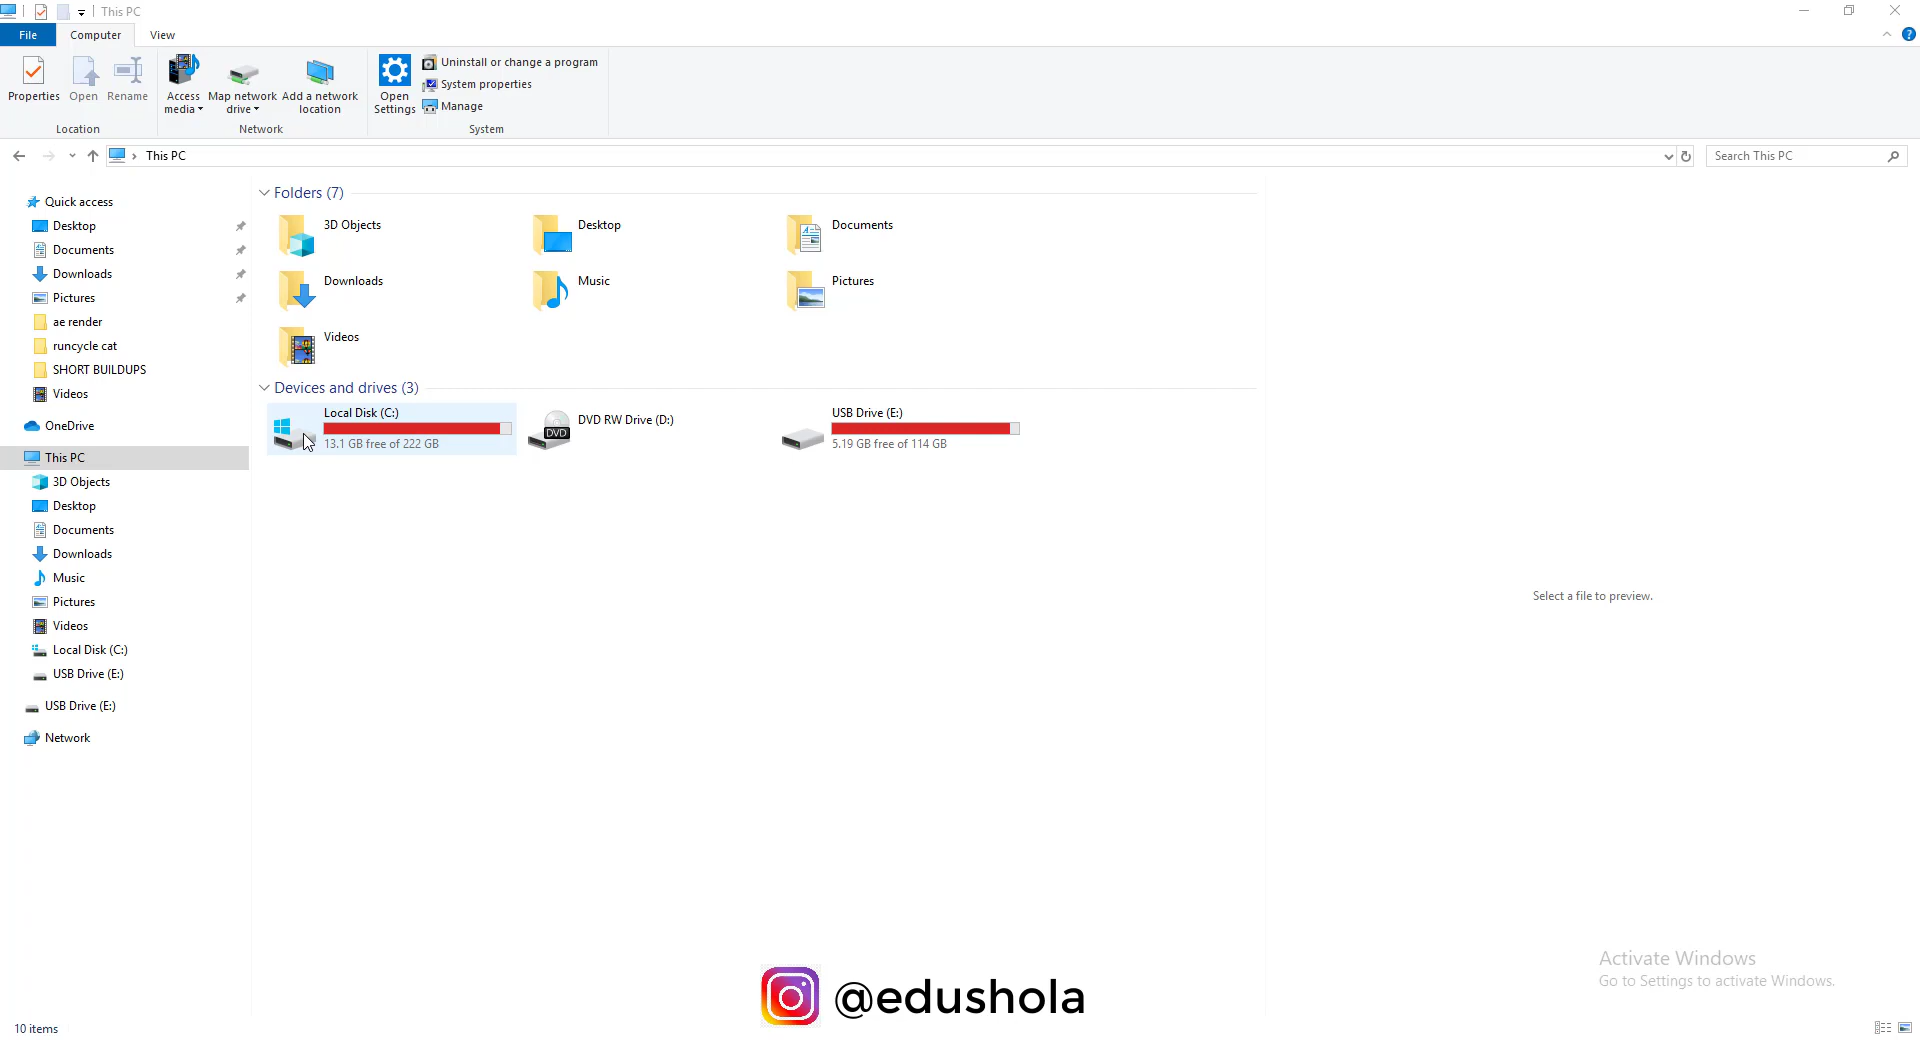 This PC
File
Computer
View
Properties
Open
Rename
Access media
Map network drive
Add a network location
Open Settings
Uninstall or change a program
System properties
Manage
Location
Network
System
This PC
Search This PC
Quick access
Desktop
Documents
Downloads
Pictures
ae render
runcycle cat
SHORT BUILDUPS
Videos
OneDrive
This PC
3D Objects
Desktop
Documents
Downloads
Music
Pictures
Videos
Local Disk (C:)
USB Drive (E:)
USB Drive (E:)
Network
Folders (7)
3D Objects
Desktop
Documents
Downloads
Music
Pictures
Videos
Devices and drives (3)
Local Disk (C:)
13.1 GB free of 222 GB
DVD
DVD RW Drive (D:)
USB Drive (E:)
5.19 GB free of 114 GB
Select a file to preview.
Activate Windows
Go to Settings to activate Windows.
@edushola
10 items